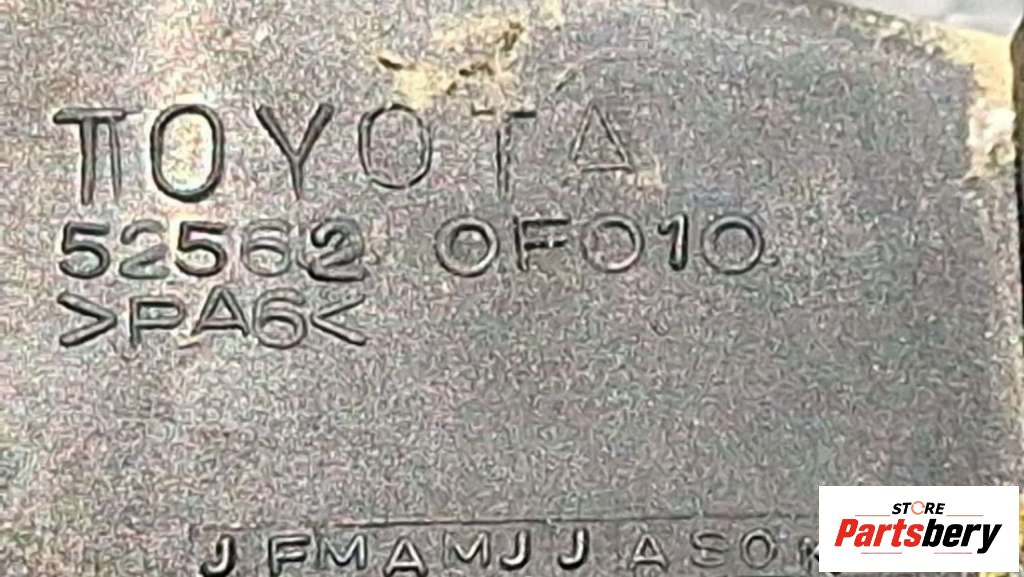 TOYOTA
52562 0F010
>PA6<
J F M A M J J A S O
STORE
Partsbery